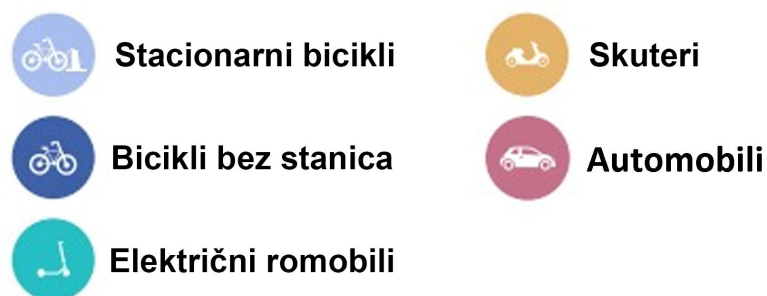 Stacionarni bicikli
Skuteri
Bicikli bez stanica
Automobili
Električni romobili